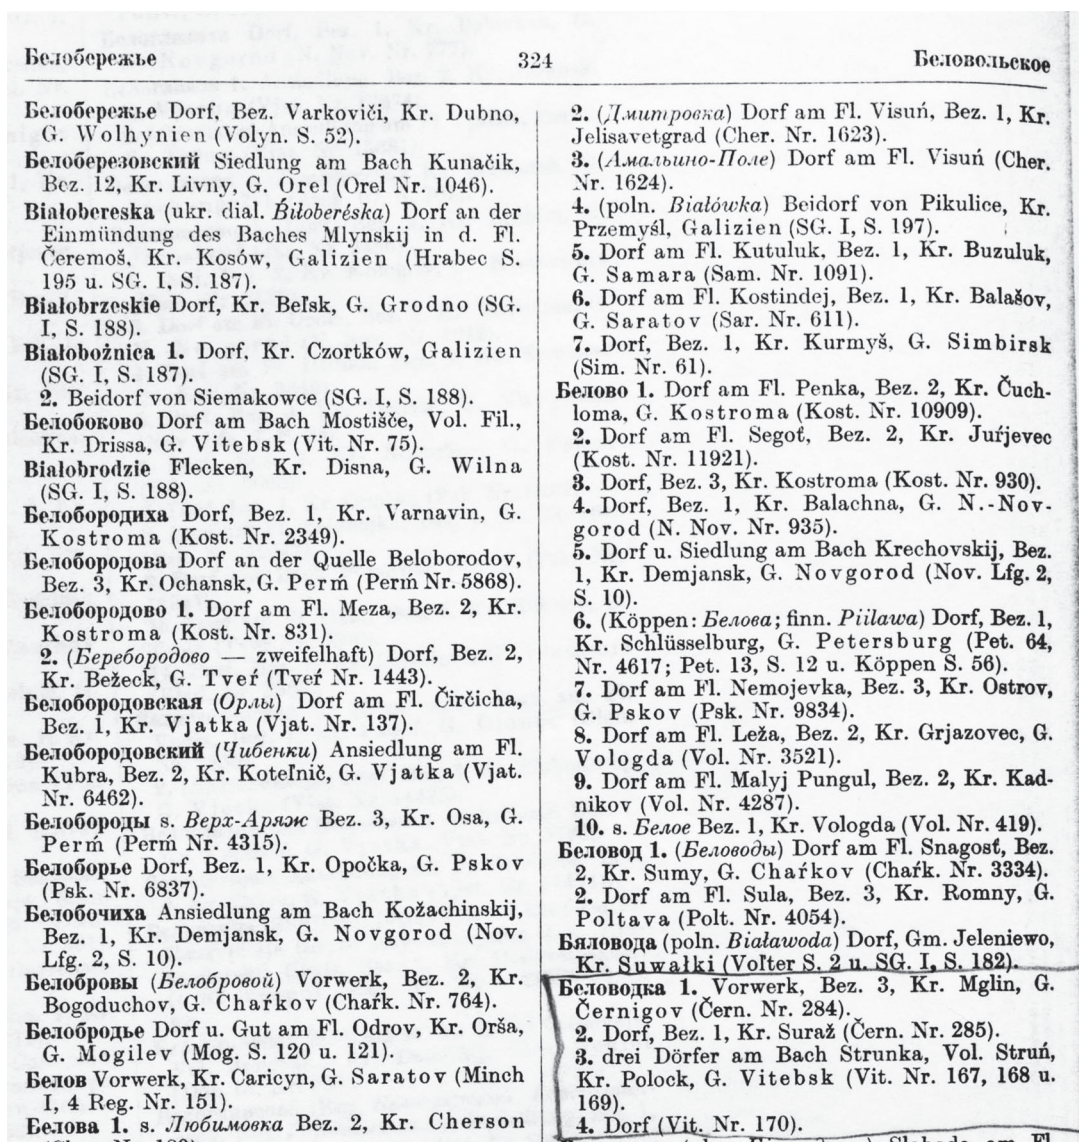 Белобережье 324 Беловольское
Белобережье Dorf, Bez. Varkoviči, Kr. Dubno,
G. Wolhynien (Volyn. S. 52).
Белоберезовский Siedlung am Bach Kunačik,
Bez. 12, Kr. Livny, G. Orel (Orel Nr. 1046).
Białobereska (ukr. dial. B́iłoberéska) Dorf an der
Einmündung des Baches Mlynskij in d. Fl.
Čeremoš, Kr. Kosów, Galizien (Hrabec S.
195 u. SG. I, S. 187).
Białobrzeskie Dorf, Kr. Beľsk, G. Grodno (SG.
I, S. 188).
Białobożnica 1. Dorf, Kr. Czortków, Galizien
(SG. I, S. 187).
2. Beidorf von Siemakowce (SG. I, S. 188).
Белобоково Dorf am Bach Mostišče, Vol. Fil.,
Kr. Drissa, G. Vitebsk (Vit. Nr. 75).
Białobrodzie Flecken, Kr. Disna, G. Wilna
(SG. I, S. 188).
Белобородиха Dorf, Bez. 1, Kr. Varnavin, G.
Kostroma (Kost. Nr. 2349).
Белобородова Dorf an der Quelle Beloborodov,
Bez. 3, Kr. Ochansk, G. Perḿ (Perḿ Nr. 5868).
Белобородово 1. Dorf am Fl. Meza, Bez. 2, Kr.
Kostroma (Kost. Nr. 831).
2. (Беребородово — zweifelhaft) Dorf, Bez. 2,
Kr. Bežeck, G. Tveŕ (Tveŕ Nr. 1443).
Белобородовская (Орлы) Dorf am Fl. Čirčicha,
Bez. 1, Kr. Vjatka (Vjat. Nr. 137).
Белобородовский (Чибенки) Ansiedlung am Fl.
Kubra, Bez. 2, Kr. Koteľnič, G. Vjatka (Vjat.
Nr. 6462).
Белобороды s. Верх-Аряж Bez. 3, Kr. Osa, G.
Perḿ (Perḿ Nr. 4315).
Белоборье Dorf, Bez. 1, Kr. Opočka, G. Pskov
(Psk. Nr. 6837).
Белобочиха Ansiedlung am Bach Kožachinskij,
Bez. 1, Kr. Demjansk, G. Novgorod (Nov.
Lfg. 2, S. 10).
Белобровы (Белобровой) Vorwerk, Bez. 2, Kr.
Bogoduchov, G. Chaŕkov (Chaŕk. Nr. 764).
Белобродье Dorf u. Gut am Fl. Odrov, Kr. Orša,
G. Mogilev (Mog. S. 120 u. 121).
Белов Vorwerk, Kr. Caricyn, G. Saratov (Minch
I, 4 Reg. Nr. 151).
Белова 1. s. Любимовка Bez. 2, Kr. Cherson
2. (Дмитровка) Dorf am Fl. Visuń, Bez. 1, Kr.
Jelisavetgrad (Cher. Nr. 1623).
3. (Амальино-Поле) Dorf am Fl. Visuń (Cher.
Nr. 1624).
4. (poln. Białówka) Beidorf von Pikulice, Kr.
Przemyśl, Galizien (SG. I, S. 197).
5. Dorf am Fl. Kutuluk, Bez. 1, Kr. Buzuluk,
G. Samara (Sam. Nr. 1091).
6. Dorf am Fl. Kostindej, Bez. 1, Kr. Balašov,
G. Saratov (Sar. Nr. 611).
7. Dorf, Bez. 1, Kr. Kurmyš, G. Simbirsk
(Sim. Nr. 61).
Белово 1. Dorf am Fl. Penka, Bez. 2, Kr. Čuch-
loma, G. Kostroma (Kost. Nr. 10909).
2. Dorf am Fl. Segoť, Bez. 2, Kr. Juŕjevec
(Kost. Nr. 11921).
3. Dorf, Bez. 3, Kr. Kostroma (Kost. Nr. 930).
4. Dorf, Bez. 1, Kr. Balachna, G. N.-Nov-
gorod (N. Nov. Nr. 935).
5. Dorf u. Siedlung am Bach Krechovskij, Bez.
1, Kr. Demjansk, G. Novgorod (Nov. Lfg. 2,
S. 10).
6. (Köppen: Белова; finn. Piilawa) Dorf, Bez. 1,
Kr. Schlüsselburg, G. Petersburg (Pet. 64,
Nr. 4617; Pet. 13, S. 12 u. Köppen S. 56).
7. Dorf am Fl. Nemojevka, Bez. 3, Kr. Ostrov,
G. Pskov (Psk. Nr. 9834).
8. Dorf am Fl. Leža, Bez. 2, Kr. Grjazovec, G.
Vologda (Vol. Nr. 3521).
9. Dorf am Fl. Malyj Pungul, Bez. 2, Kr. Kad-
nikov (Vol. Nr. 4287).
10. s. Белое Bez. 1, Kr. Vologda (Vol. Nr. 419).
Беловод 1. (Беловоды) Dorf am Fl. Snagosť, Bez.
2, Kr. Sumy, G. Chaŕkov (Chaŕk. Nr. 3334).
2. Dorf am Fl. Sula, Bez. 3, Kr. Romny, G.
Poltava (Polt. Nr. 4054).
Бяловода (poln. Białawoda) Dorf, Gm. Jeleniewo,
Kr. Suwałki (Voľter S. 2 u. SG. I, S. 182).
Беловодка 1. Vorwerk, Bez. 3, Kr. Mglin, G.
Černigov (Čern. Nr. 284).
2. Dorf, Bez. 1, Kr. Suraž (Čern. Nr. 285).
3. drei Dörfer am Bach Strunka, Vol. Struń,
Kr. Polock, G. Vitebsk (Vit. Nr. 167, 168 u.
169).
4. Dorf (Vit. Nr. 170).